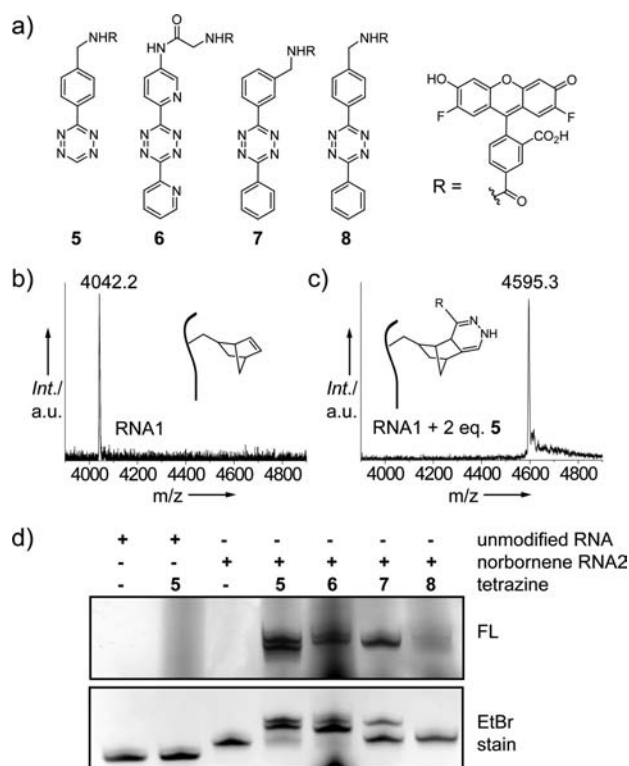 a)
NHR
O
NHR
HN
NHR
NHR
N
N N
N N
N N
N N
N N
N N
N N
N N
N
HO
O
O
F
F
CO2H
R =
O
5
6
7
8
b)
4042.2
Int./
a.u.
RNA1
4000 4200 4400 4600 4800
m/z
c)
4595.3
R
N
NH
Int./
a.u.
RNA1 + 2 eq. 5
4000 4200 4400 4600 4800
m/z
d)
+ + - - - - - unmodified RNA
- - + + + + + norbornene RNA2
- 5 - 5 6 7 8 tetrazine
FL
EtBr
stain